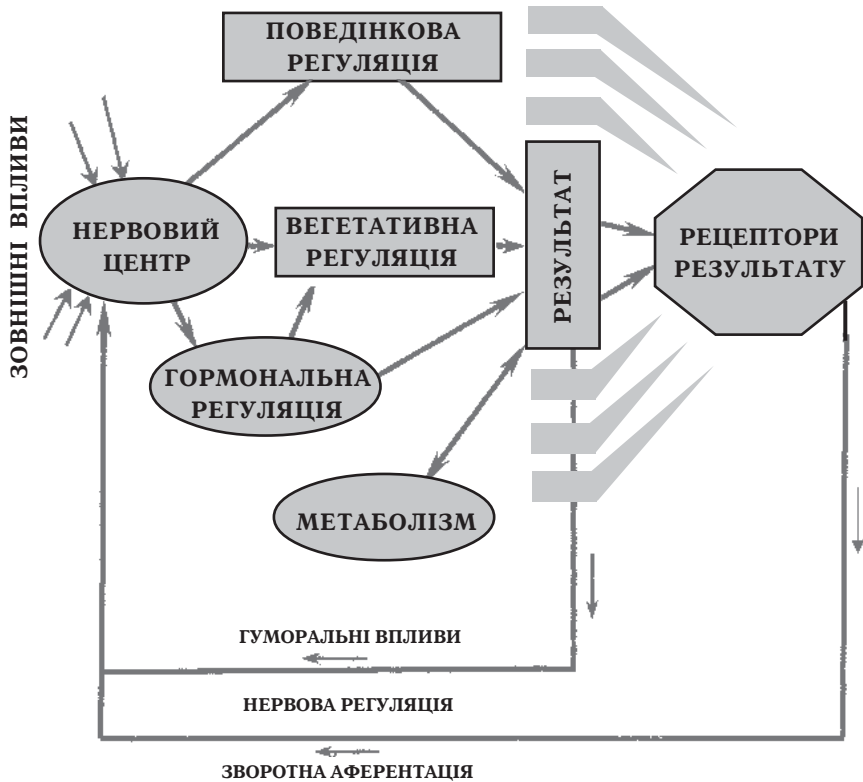 ПОВЕДІНКОВА
РЕГУЛЯЦІЯ
ЗОВНІШНІ ВПЛИВИ
НЕРВОВИЙ
ЦЕНТР
ВЕГЕТАТИВНА
РЕГУЛЯЦІЯ
РЕЗУЛЬТАТ
РЕЦЕПТОРИ
РЕЗУЛЬТАТУ
ГОРМОНАЛЬНА
РЕГУЛЯЦІЯ
МЕТАБОЛІЗМ
ГУМОРАЛЬНІ ВПЛИВИ
НЕРВОВА РЕГУЛЯЦІЯ
ЗВОРОТНА АФЕРЕНТАЦІЯ